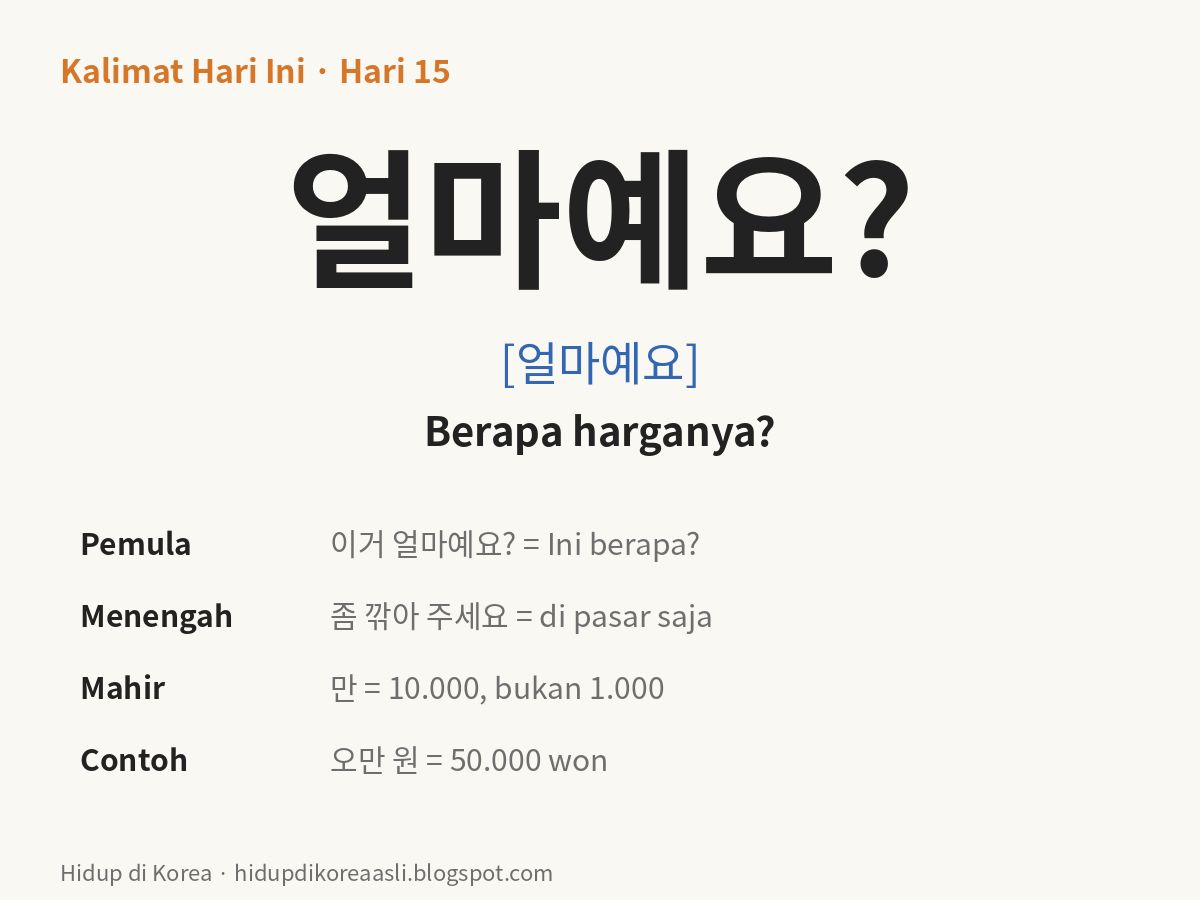 Kalimat Hari Ini · Hari 15
얼마예요?
[얼마예요]
Berapa harganya?
Pemula 이거 얼마예요? = Ini berapa?
Menengah 좀 깎아 주세요 = di pasar saja
Mahir 만 = 10.000, bukan 1.000
Contoh 오만 원 = 50.000 won
Hidup di Korea · hidupdikoreaasli.blogspot.com